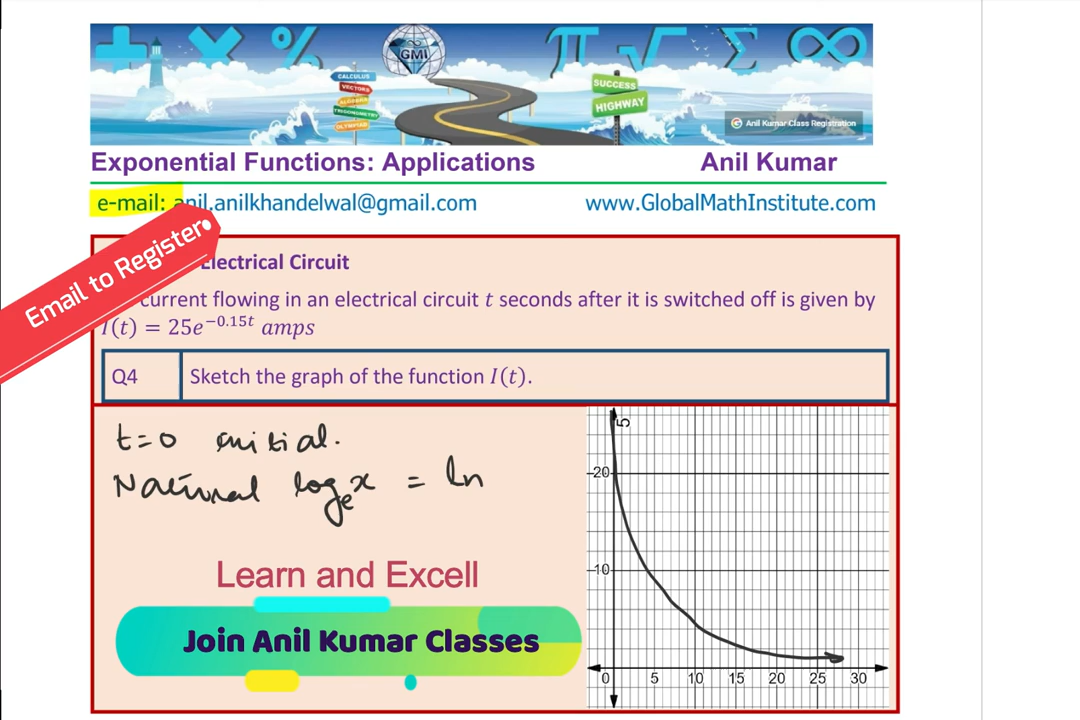 GMI
CALCULUS
VECTORS
ALGEBRA
TRIGONOMETRY
OLYMPIAD
SUCCESS
HIGHWAY
Anil Kumar Class Registration
Exponential Functions: Applications Anil Kumar
e-mail: anil.anilkhandelwal@gmail.com www.GlobalMathInstitute.com
Email to Register
Electrical Circuit
current flowing in an electrical circuit t seconds after it is switched off is given by
I(t) = 25e^{-0.15t} amps
Q4 Sketch the graph of the function I(t).
t=0 initial.
Natural log_e x = ln
Learn and Excell
Join Anil Kumar Classes
5
20
10
0 5 10 15 20 25 30
0